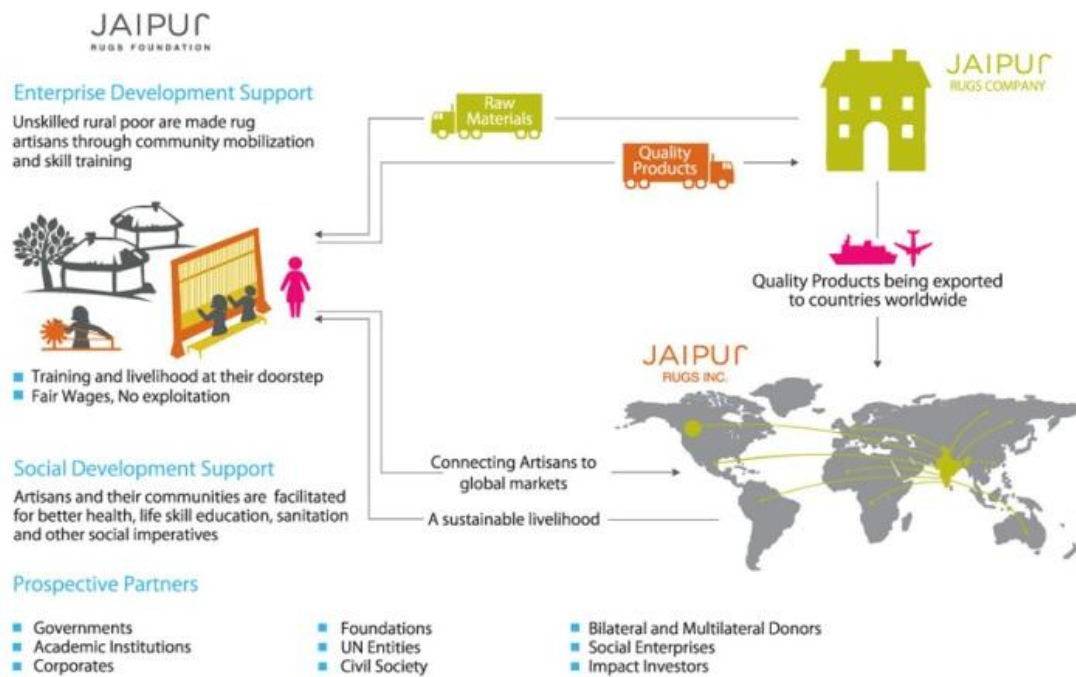 JAIPUR
RUGS FOUNDATION
Enterprise Development Support
Unskilled rural poor are made rug
artisans through community mobilization
and skill training
Raw
Materials
Quality
Products
JAIPUR
RUGS COMPANY
Quality Products being exported
to countries worldwide
JAIPUR
RUGS INC.
Training and livelihood at their doorstep
Fair Wages, No exploitation
Connecting Artisans to
global markets
A sustainable livelihood
Social Development Support
Artisans and their communities are facilitated
for better health, life skill education, sanitation
and other social imperatives
Prospective Partners
Governments
Academic Institutions
Corporates
Foundations
UN Entities
Civil Society
Bilateral and Multilateral Donors
Social Enterprises
Impact Investors